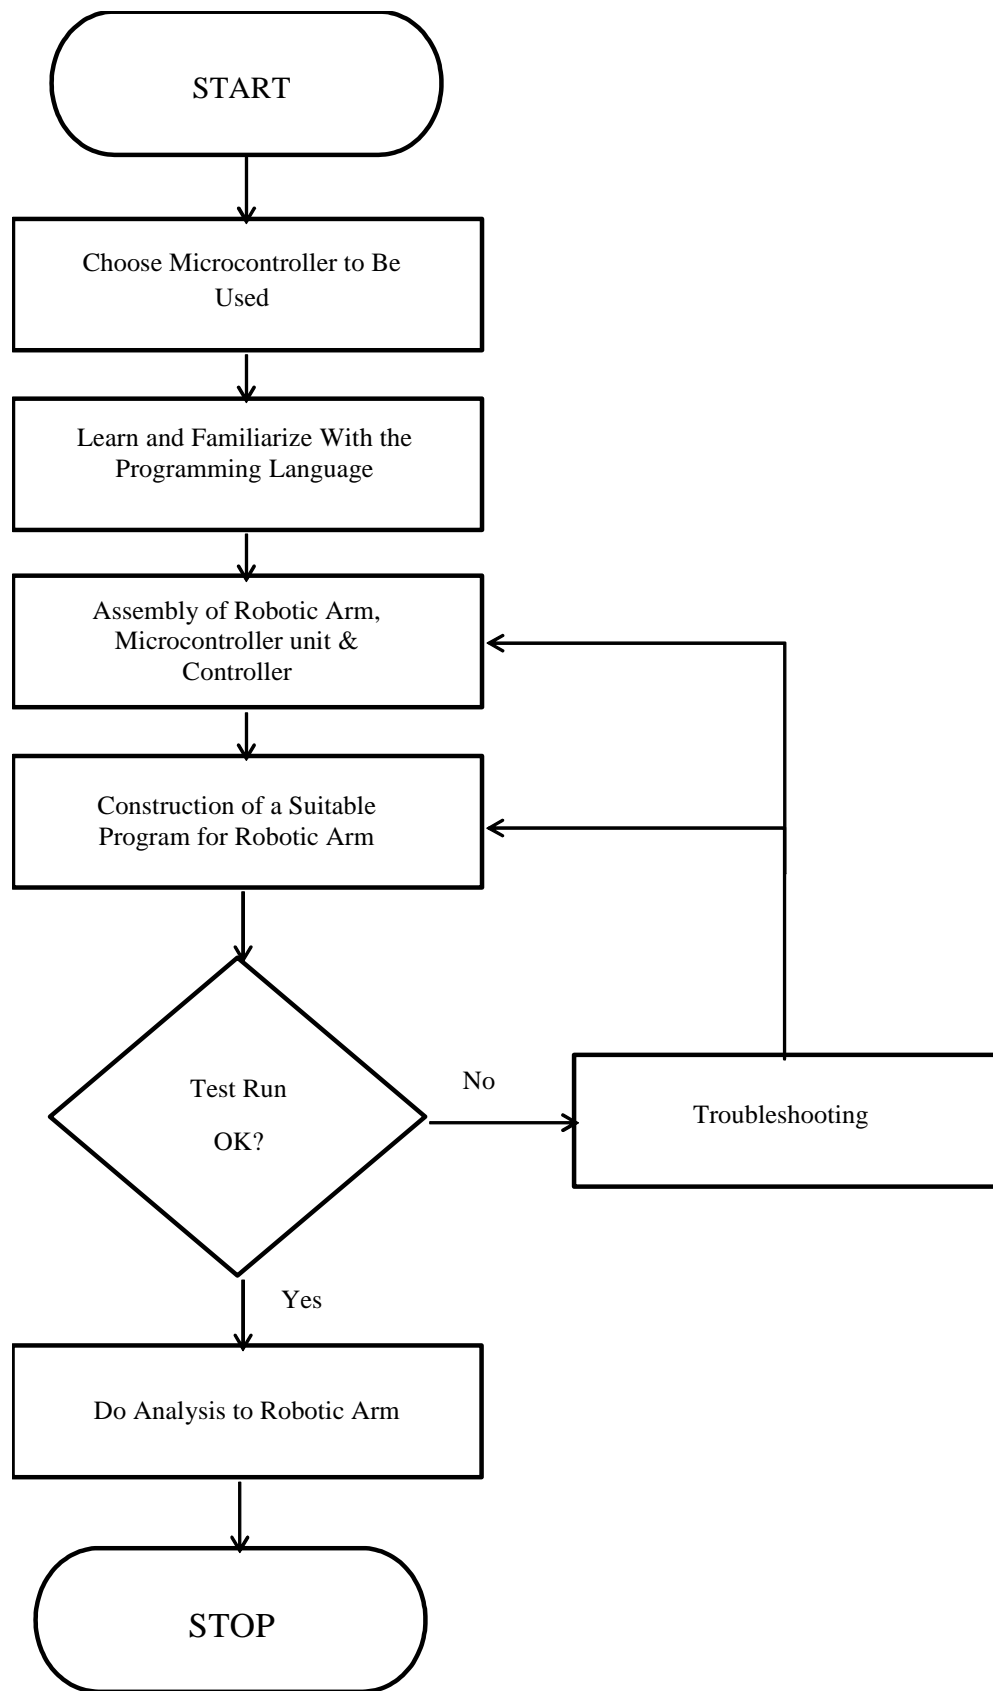 START
Choose Microcontroller to Be
Used
Learn and Familiarize With the
Programming Language
Assembly of Robotic Arm,
Microcontroller unit &
Controller
Construction of a Suitable
Program for Robotic Arm
Test Run
OK?
No
Troubleshooting
Yes
Do Analysis to Robotic Arm
STOP